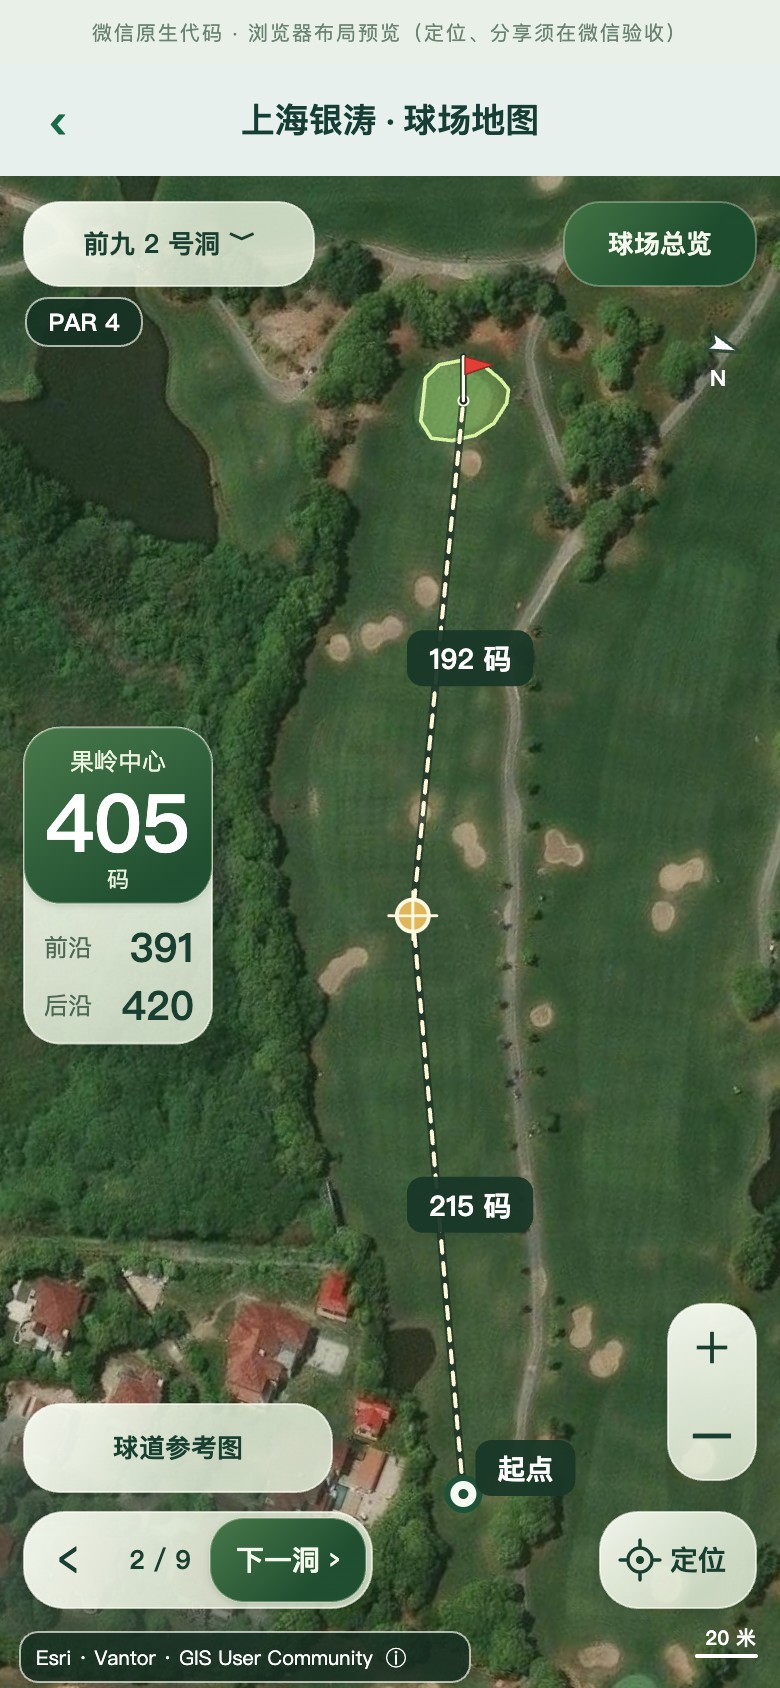 微信原生代码 · 浏览器布局预览（定位、分享须在微信验收）
上海银涛 · 球场地图
前九 2 号洞
球场总览
PAR 4
N
192 码
果岭中心
405
码
前沿 391
后沿 420
215 码
球道参考图
起点
2 / 9
下一洞
定位
20 米
Esri · Vantor · GIS User Community